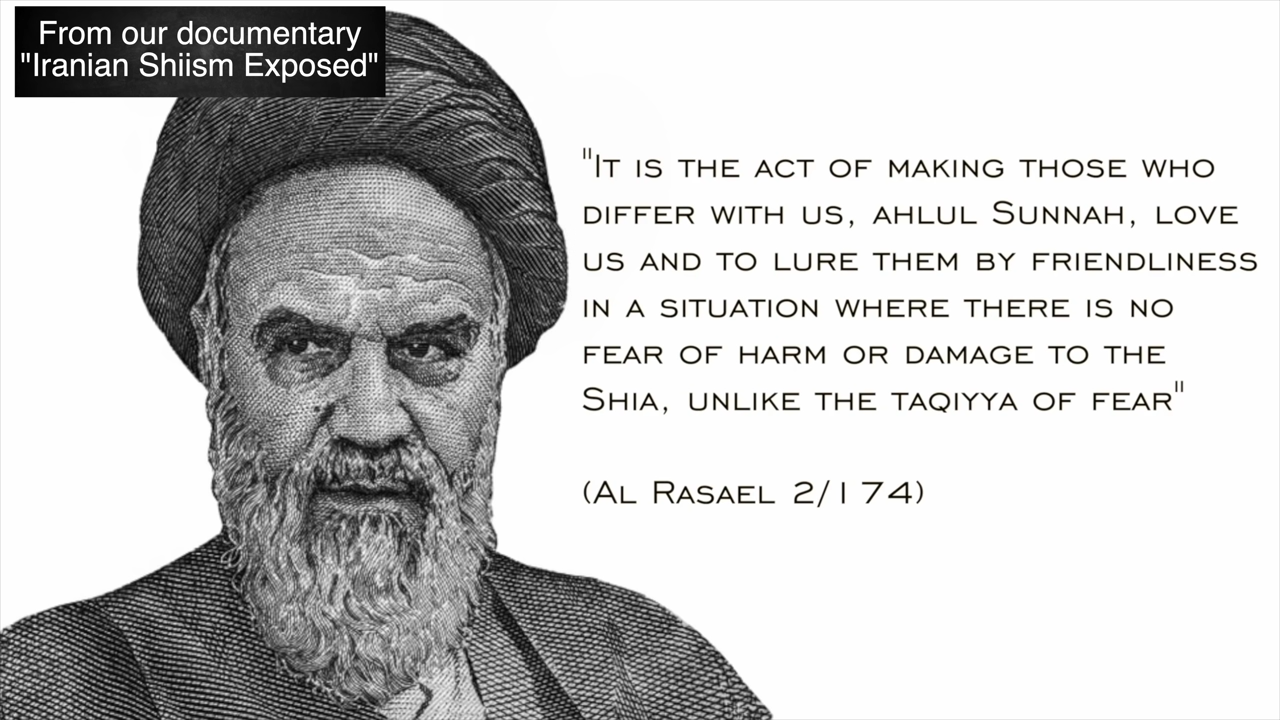 From our documentary
"Iranian Shiism Exposed"
"It is the act of making those who
differ with us, ahlul Sunnah, love
us and to lure them by friendliness
in a situation where there is no
fear of harm or damage to the
Shia, unlike the taqiyya of fear"
(Al Rasael 2/174)